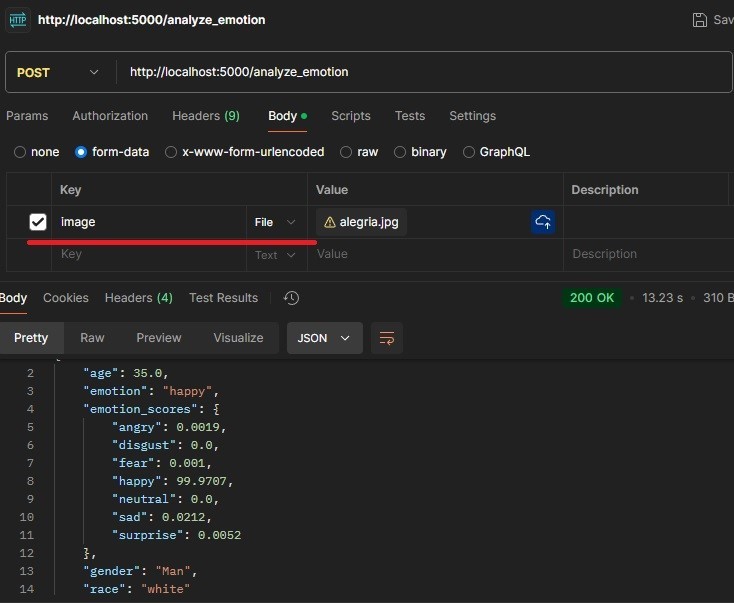 HTTP http://localhost:5000/analyze_emotion Sav
POST http://localhost:5000/analyze_emotion
Params Authorization Headers (9) Body Scripts Tests Settings
none form-data x-www-form-urlencoded raw binary GraphQL
Key Value Description
image File alegria.jpg
Key Text Value Description
Body Cookies Headers (4) Test Results 200 OK • 13.23 s • 310 B
Pretty Raw Preview Visualize JSON
2 "age": 35.0,
3 "emotion": "happy",
4 "emotion_scores": {
5 "angry": 0.0019,
6 "disgust": 0.0,
7 "fear": 0.001,
8 "happy": 99.9707,
9 "neutral": 0.0,
10 "sad": 0.0212,
11 "surprise": 0.0052
12 },
13 "gender": "Man",
14 "race": "white"